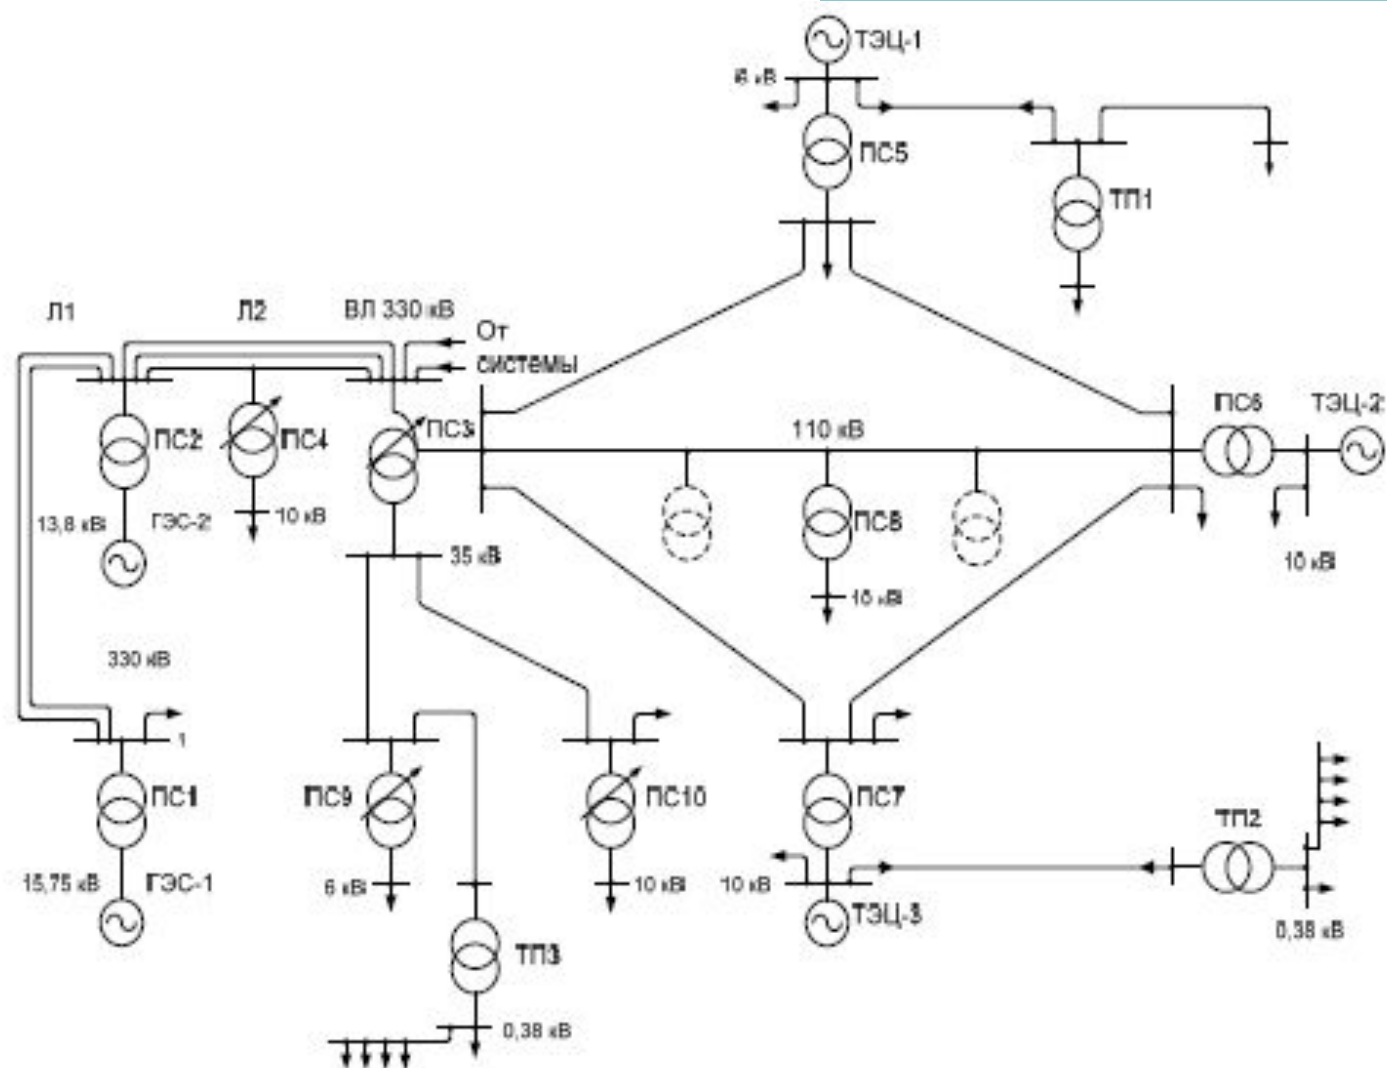 ТЭЦ-1
6 кВ
ПС5
ТП1
Л1
Л2
ВЛ 330 кВ
От
системы
ПС2
ПС4
ПС3
110 кВ
ПС6
ТЭЦ-2
13,8 кВ
ГЭС-2
10 кВ
ПС8
35 кВ
10 кВ
10 кВ
330 кВ
1
ПС1
ПС9
ПС10
ПС7
ТП2
15,75 кВ
ГЭС-1
6 кВ
10 кВ
10 кВ
ТЭЦ-3
0,38 кВ
ТП3
0,38 кВ